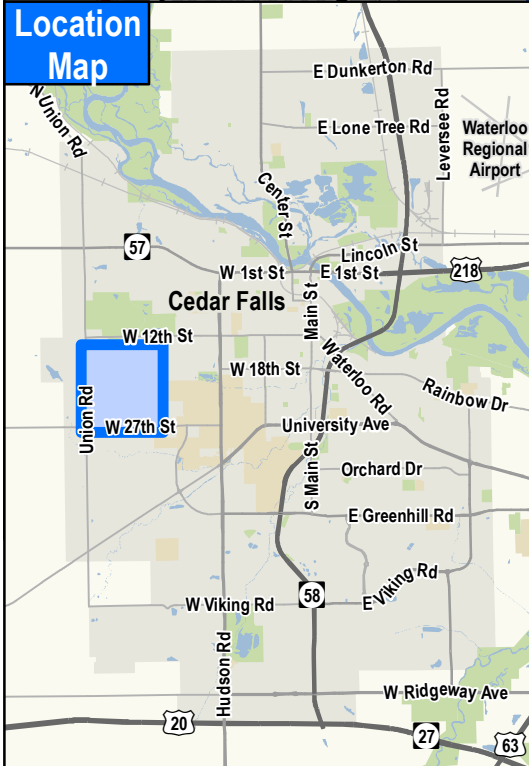 Location
Map
E Dunkerton Rd
N Union Rd
E Lone Tree Rd
Leversee Rd
Waterloo
Regional
Airport
Center St
57
Lincoln St
W 1st St
E 1st St
218
Cedar Falls
Main St
W 12th St
Waterloo Rd
W 18th St
Rainbow Dr
Union Rd
W 27th St
University Ave
S Main St
Orchard Dr
E Greenhill Rd
E Viking Rd
58
W Viking Rd
Hudson Rd
W Ridgeway Ave
20
27
63